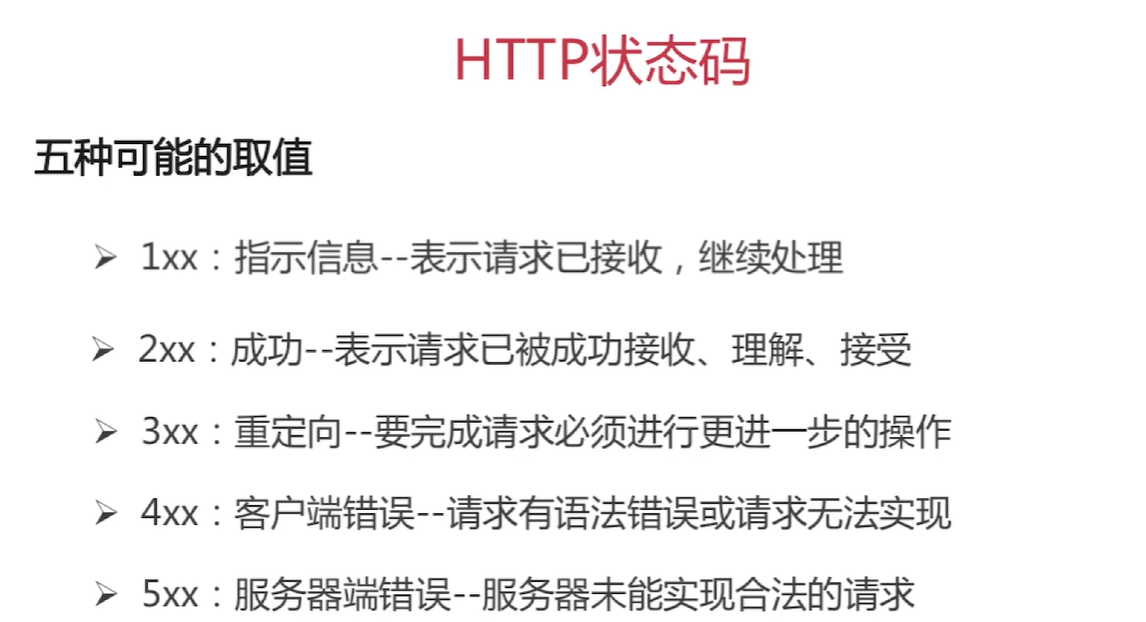 HTTP状态码
五种可能的取值
➢ 1xx：指示信息--表示请求已接收，继续处理
➢ 2xx：成功--表示请求已被成功接收、理解、接受
➢ 3xx：重定向--要完成请求必须进行更进一步的操作
➢ 4xx：客户端错误--请求有语法错误或请求无法实现
➢ 5xx：服务器端错误--服务器未能实现合法的请求